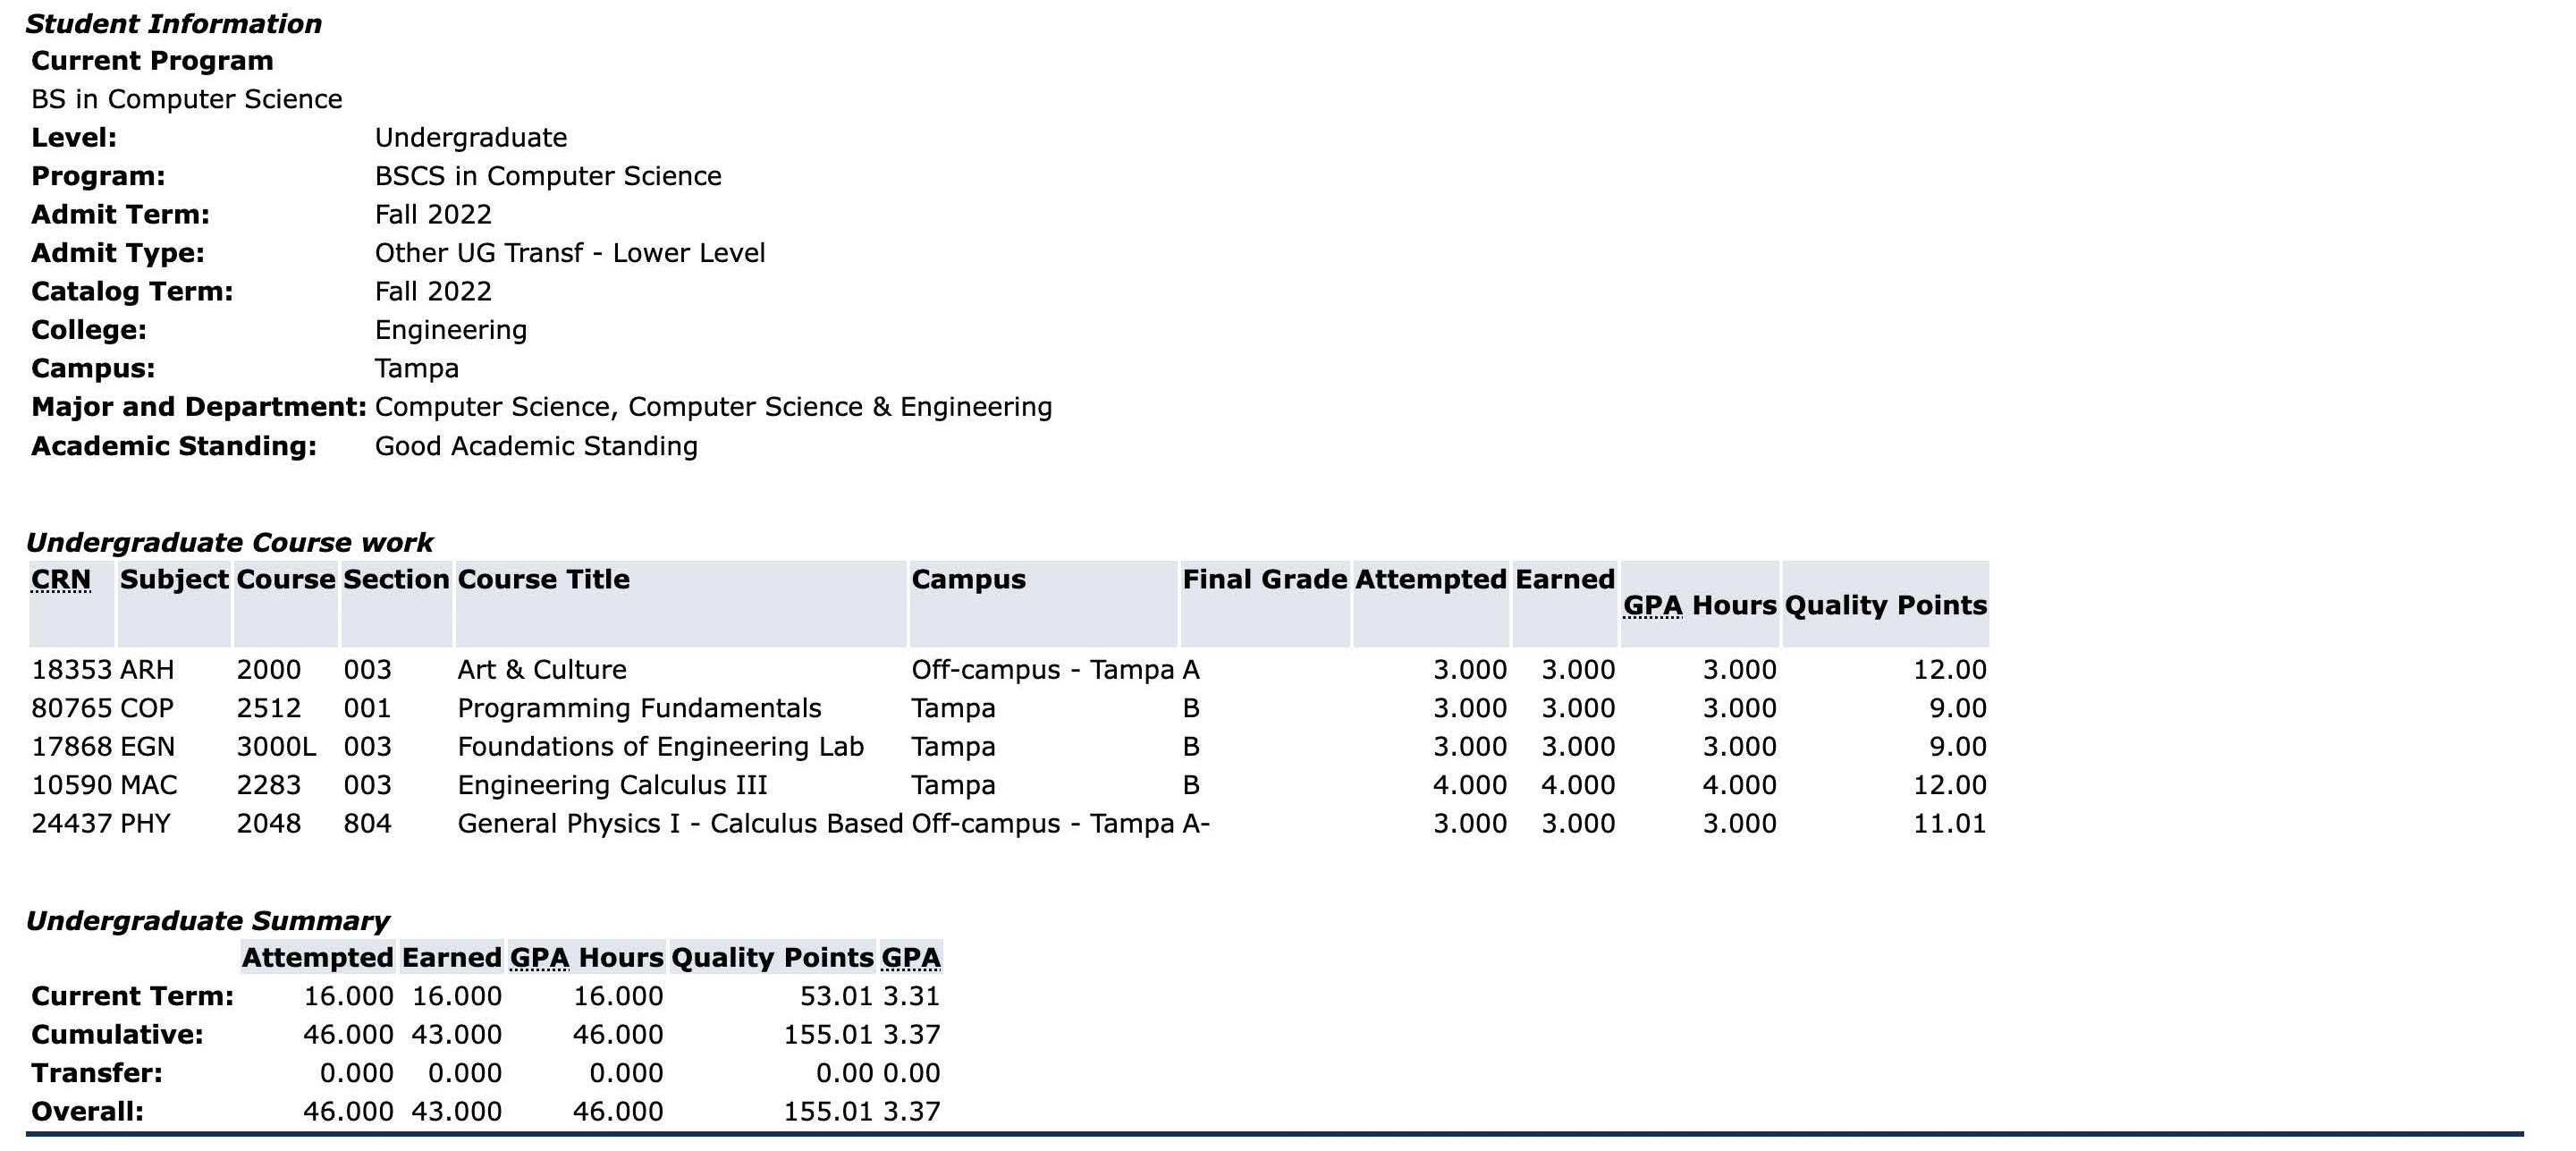 Student Information
Current Program
BS in Computer Science
Level: Undergraduate
Program: BSCS in Computer Science
Admit Term: Fall 2022
Admit Type: Other UG Transf - Lower Level
Catalog Term: Fall 2022
College: Engineering
Campus: Tampa
Major and Department: Computer Science, Computer Science & Engineering
Academic Standing: Good Academic Standing
Undergraduate Course work
CRN Subject Course Section Course Title Campus Final Grade Attempted Earned GPA Hours Quality Points
18353 ARH 2000 003 Art & Culture Off-campus - Tampa A 3.000 3.000 3.000 12.00
80765 COP 2512 001 Programming Fundamentals Tampa B 3.000 3.000 3.000 9.00
17868 EGN 3000L 003 Foundations of Engineering Lab Tampa B 3.000 3.000 3.000 9.00
10590 MAC 2283 003 Engineering Calculus III Tampa B 4.000 4.000 4.000 12.00
24437 PHY 2048 804 General Physics I - Calculus Based Off-campus - Tampa A- 3.000 3.000 3.000 11.01
Undergraduate Summary
Attempted Earned GPA Hours Quality Points GPA
Current Term: 16.000 16.000 16.000 53.01 3.31
Cumulative: 46.000 43.000 46.000 155.01 3.37
Transfer: 0.000 0.000 0.000 0.00 0.00
Overall: 46.000 43.000 46.000 155.01 3.37